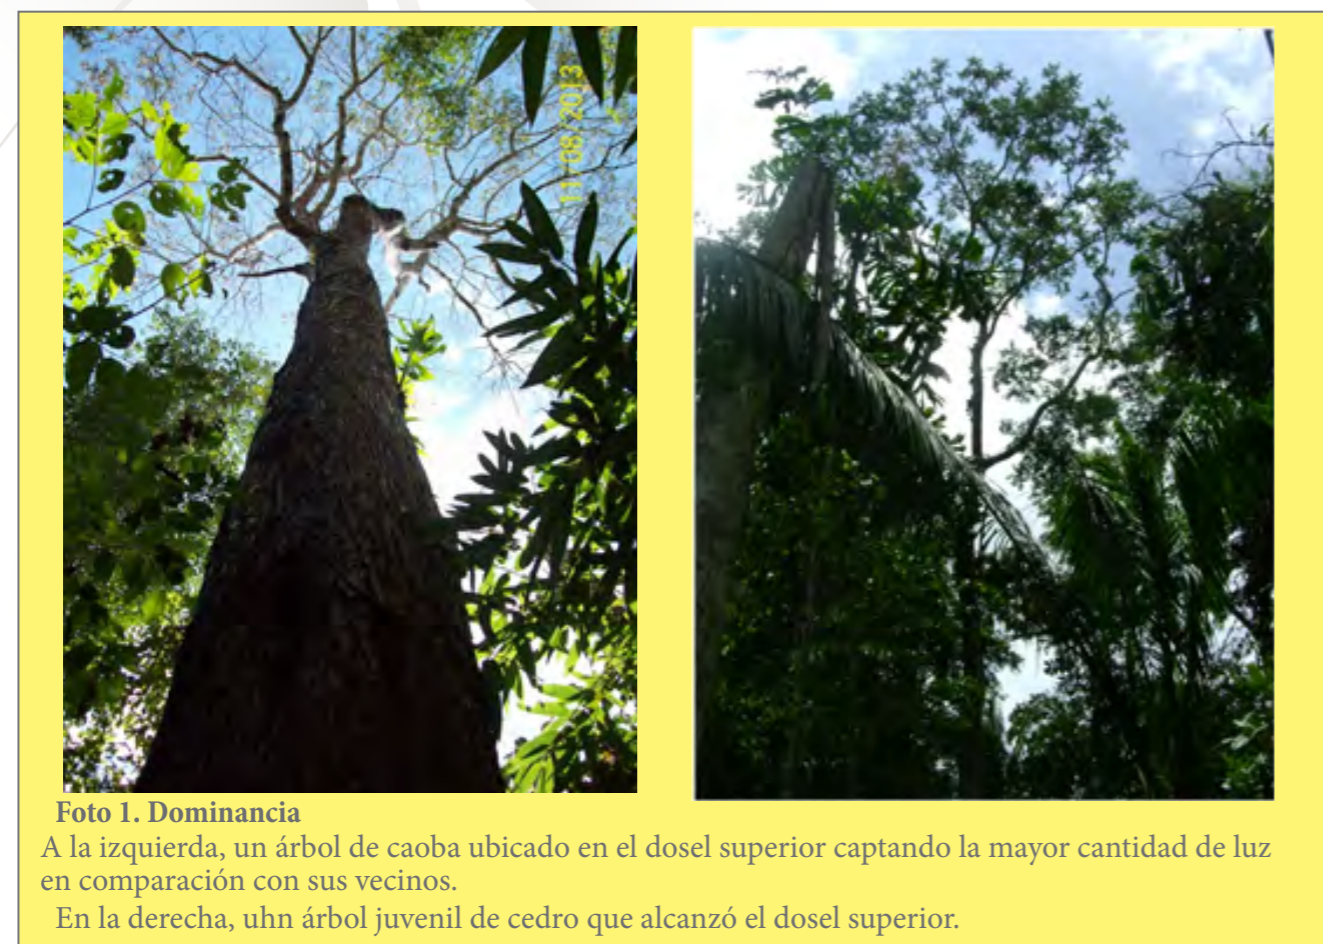 11/08/2013
Foto 1. Dominancia
A la izquierda, un árbol de caoba ubicado en el dosel superior captando la mayor cantidad de luz
en comparación con sus vecinos.
En la derecha, uhn árbol juvenil de cedro que alcanzó el dosel superior.